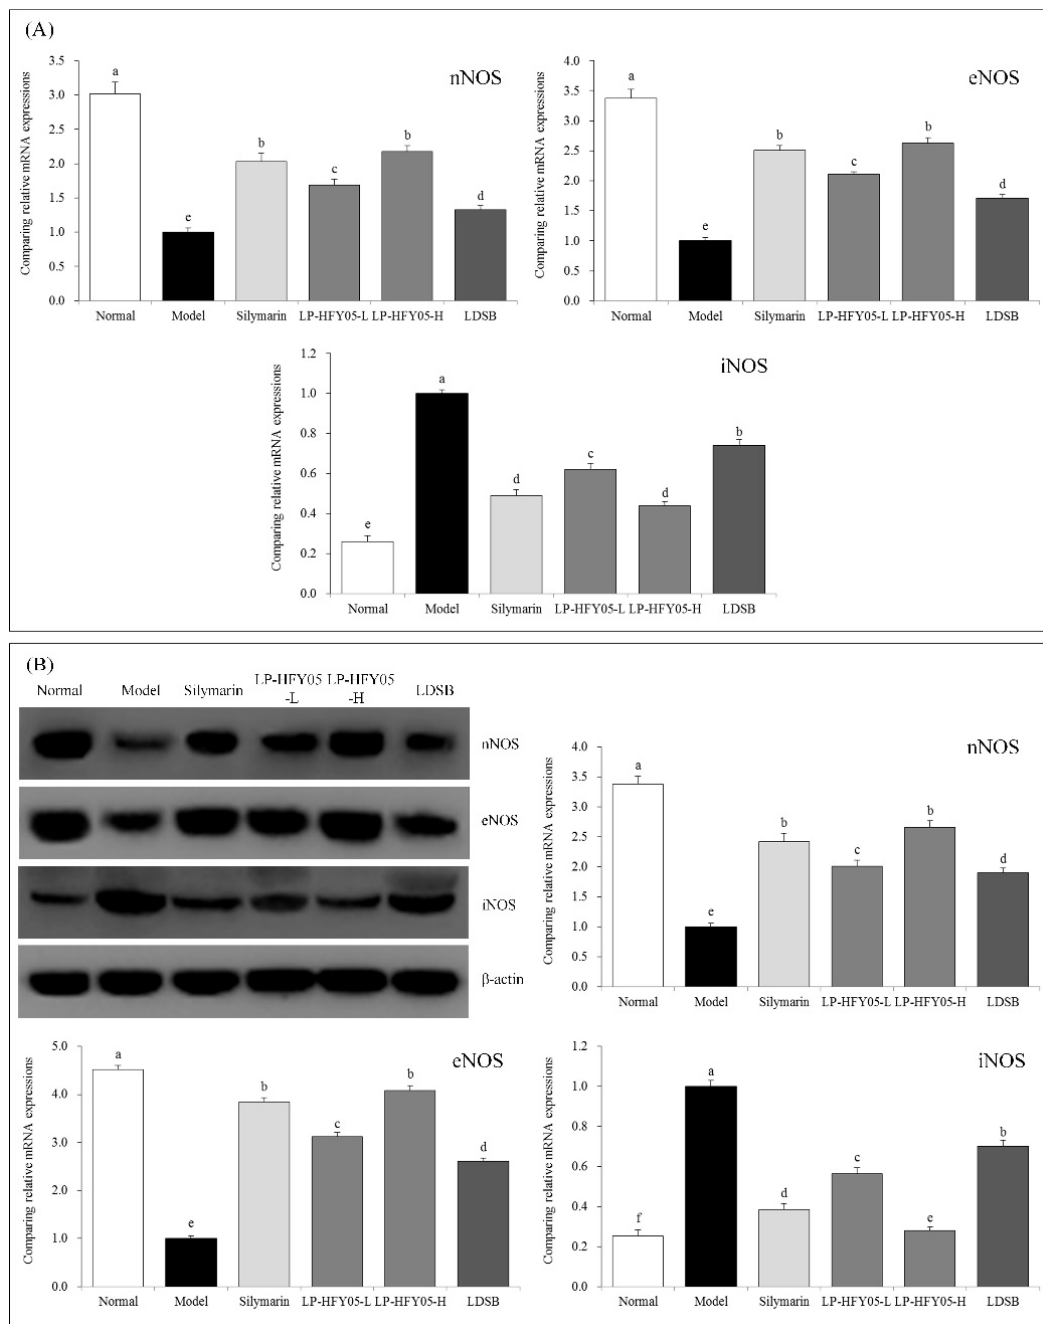 (A)
nNOS
Comparing relative mRNA expressions
3.5
3.0
2.5
2.0
1.5
1.0
0.5
0.0
a
e
b
c
b
d
Normal Model Silymarin LP-HFY05-L LP-HFY05-H LDSB
eNOS
Comparing relative mRNA expressions
4.0
3.5
3.0
2.5
2.0
1.5
1.0
0.5
0.0
a
e
b
c
b
d
Normal Model Silymarin LP-HFY05-L LP-HFY05-H LDSB
iNOS
Comparing relative mRNA expressions
1.2
1.0
0.8
0.6
0.4
0.2
0.0
e
a
d
c
d
b
Normal Model Silymarin LP-HFY05-L LP-HFY05-H LDSB
(B)
Normal Model Silymarin LP-HFY05 LP-HFY05 LDSB
-L -H
nNOS
eNOS
iNOS
β-actin
nNOS
Comparing relative mRNA expressions
4.0
3.5
3.0
2.5
2.0
1.5
1.0
0.5
0.0
a
e
b
c
b
d
Normal Model Silymarin LP-HFY05-L LP-HFY05-H LDSB
eNOS
Comparing relative mRNA expressions
5.0
4.0
3.0
2.0
1.0
0.0
a
e
b
c
b
d
Normal Model Silymarin LP-HFY05-L LP-HFY05-H LDSB
iNOS
Comparing relative mRNA expressions
1.2
1.0
0.8
0.6
0.4
0.2
0.0
f
a
d
c
e
b
Normal Model Silymarin LP-HFY05-L LP-HFY05-H LDSB